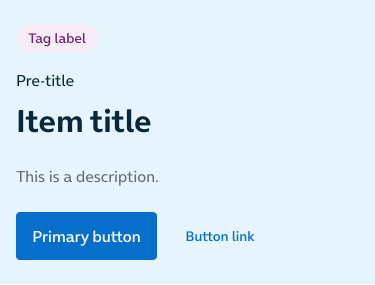 Tag label
Pre-title
Item title
This is a description.
Primary button
Button link